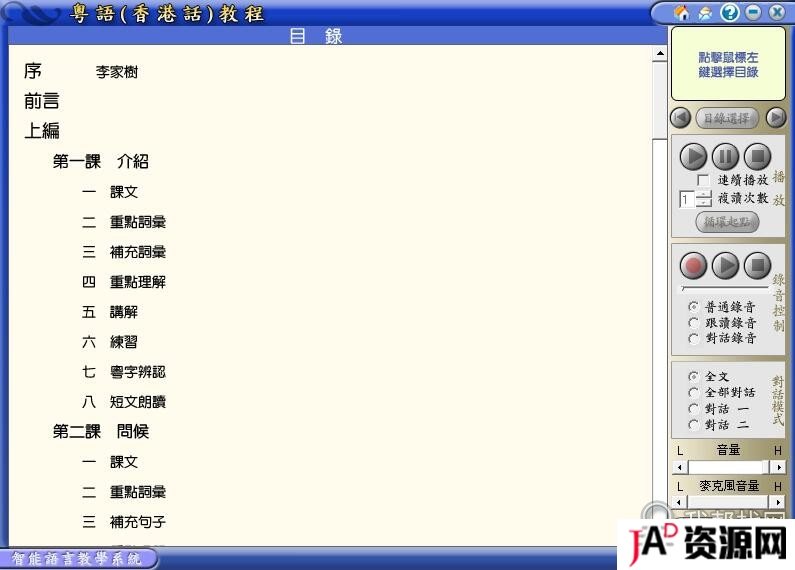 粵語(香港話)教程
目 錄
序 李家樹
前言
上編
第一課 介紹
一 課文
二 重點詞彙
三 補充詞彙
四 重點理解
五 講解
六 練習
七 粵字辨認
八 短文朗讀
第二課 問候
一 課文
二 重點詞彙
三 補充句子
點擊鼠標左
鍵選擇目錄
目錄選擇
播放
連續播放
1 複讀次數
循環起點
錄音控制
普通錄音
跟讀錄音
對話錄音
對話模式
全文
全部對話
對話 一
對話 二
L 音量 H
L 麥克風音量 H
智能語言教學系統
JAD资源网